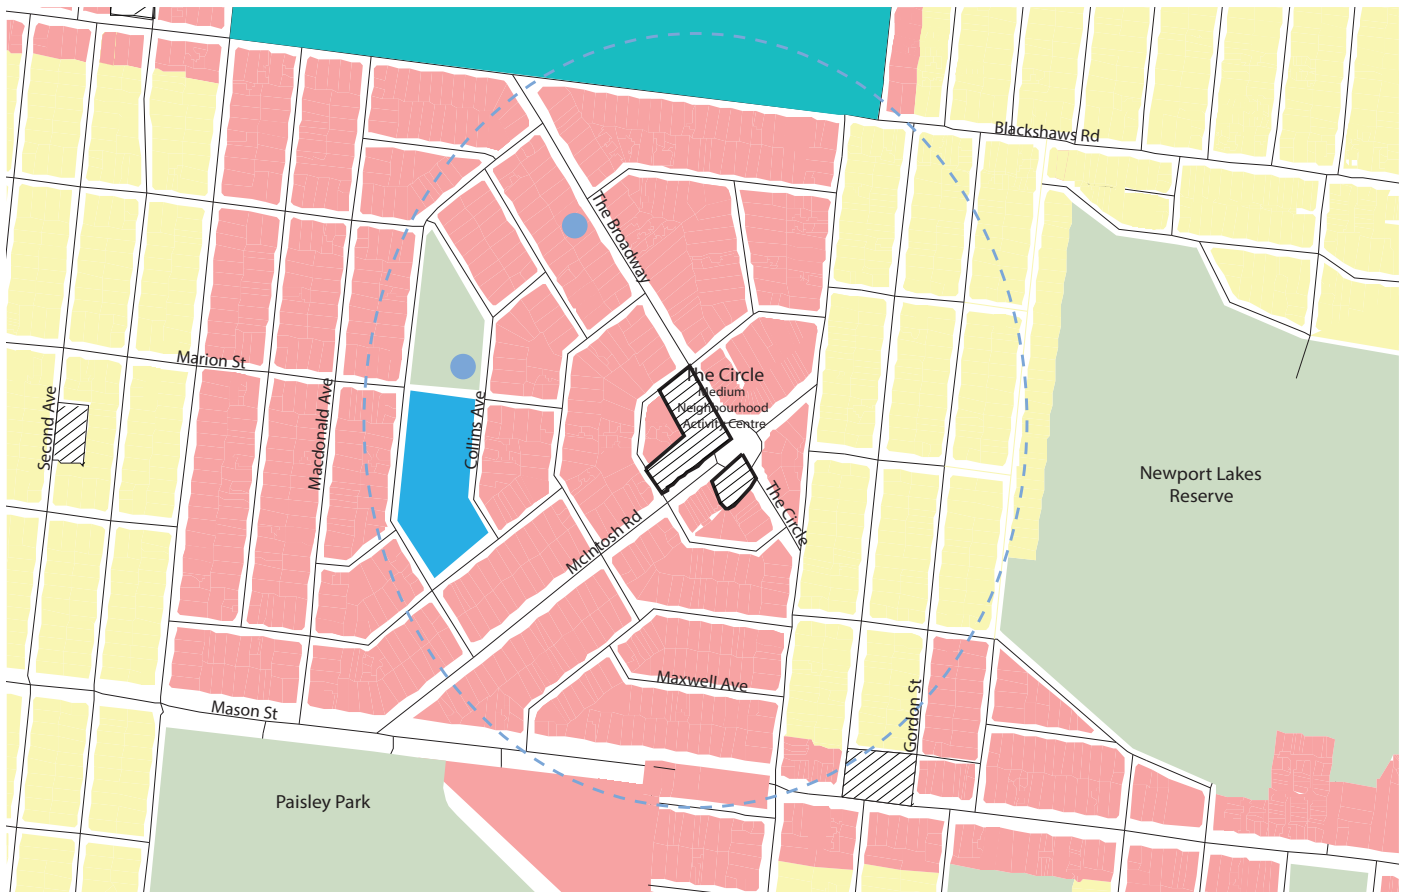 Blackshaws Rd
The Broadway
Marion St
The Circle
Medium
Neighbourhood
Activity Centre
Second Ave
Macdonald Ave
Collins Ave
Newport Lakes
Reserve
McIntosh Rd
The Circle
Maxwell Ave
Gordon St
Mason St
Paisley Park